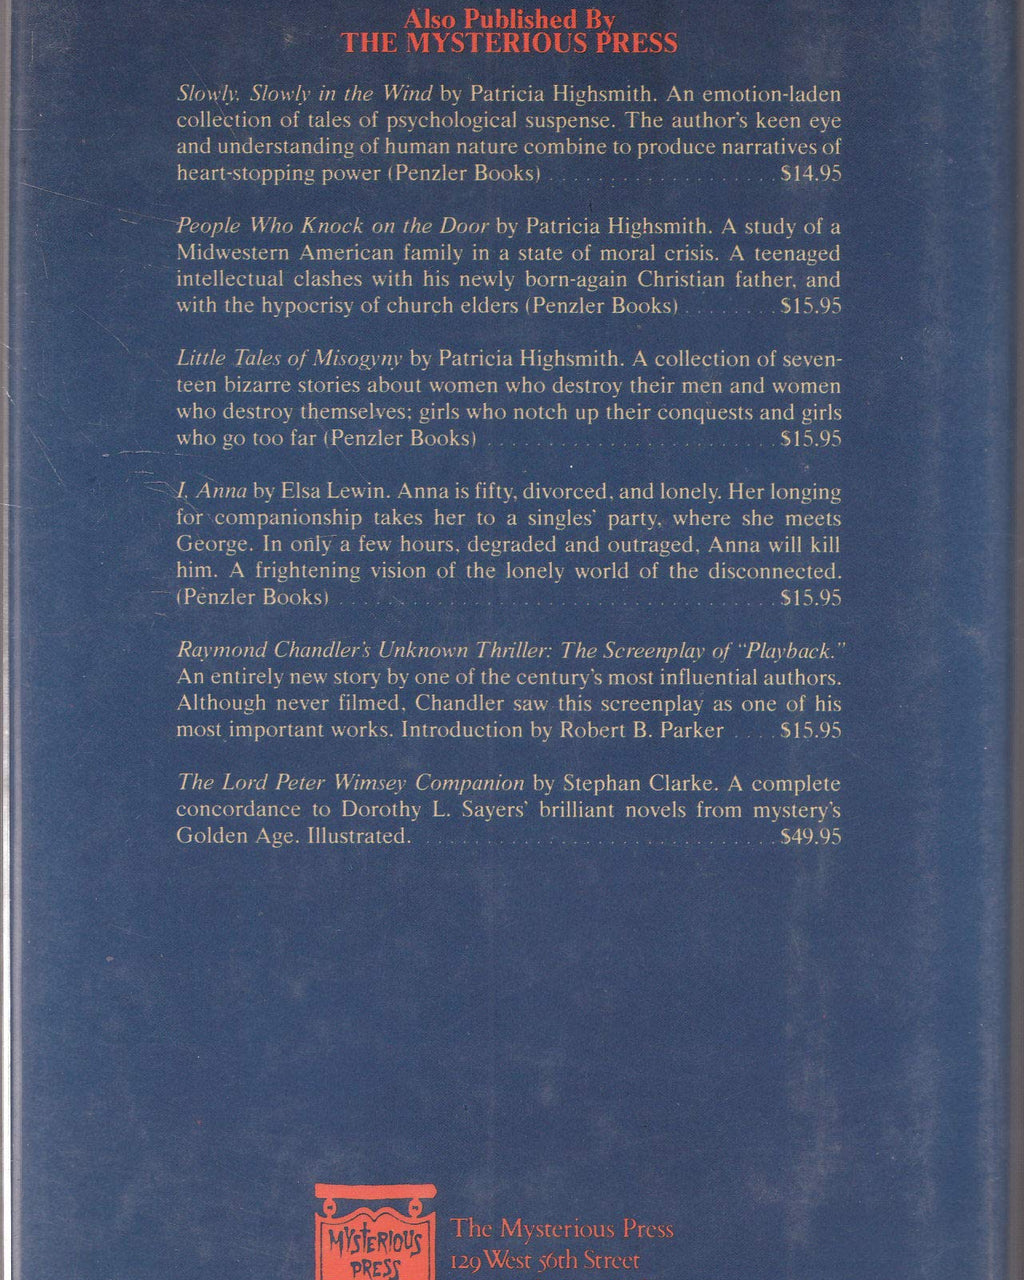 Also Published By
THE MYSTERIOUS PRESS
Slowly, Slowly in the Wind by Patricia Highsmith. An emotion-laden
collection of tales of psychological suspense. The author's keen eye
and understanding of human nature combine to produce narratives of
heart-stopping power (Penzler Books) . . . . . . . . . . . . . . . . . . . . $14.95
People Who Knock on the Door by Patricia Highsmith. A study of a
Midwestern American family in a state of moral crisis. A teenaged
intellectual clashes with his newly born-again Christian father, and
with the hypocrisy of church elders (Penzler Books) . . . . . . . . $15.95
Little Tales of Misogyny by Patricia Highsmith. A collection of seven-
teen bizarre stories about women who destroy their men and women
who destroy themselves; girls who notch up their conquests and girls
who go too far (Penzler Books) . . . . . . . . . . . . . . . . . . . . . . . . . $15.95
I, Anna by Elsa Lewin. Anna is fifty, divorced, and lonely. Her longing
for companionship takes her to a singles' party, where she meets
George. In only a few hours, degraded and outraged, Anna will kill
him. A frightening vision of the lonely world of the disconnected.
(Penzler Books) . . . . . . . . . . . . . . . . . . . . . . . . . . . . . . . . . . . . . . $15.95
Raymond Chandler's Unknown Thriller: The Screenplay of "Playback."
An entirely new story by one of the century's most influential authors.
Although never filmed, Chandler saw this screenplay as one of his
most important works. Introduction by Robert B. Parker . . . . $15.95
The Lord Peter Wimsey Companion by Stephan Clarke. A complete
concordance to Dorothy L. Sayers' brilliant novels from mystery's
Golden Age. Illustrated. . . . . . . . . . . . . . . . . . . . . . . . . . . . . . . $49.95
MYSTERIOUS
PRESS
The Mysterious Press
129 West 56th Street